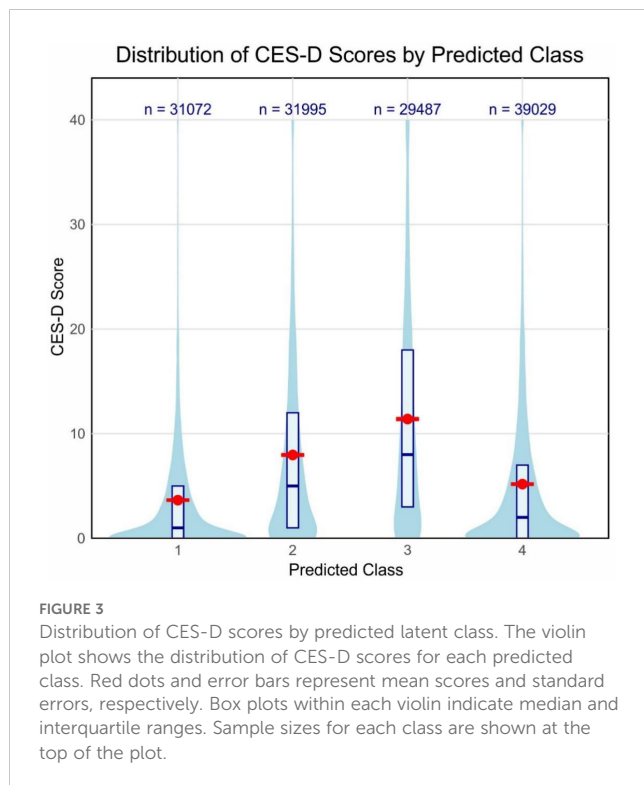 Distribution of CES-D Scores by Predicted Class
n = 31072 n = 31995 n = 29487 n = 39029
40
30
20
10
0
CES-D Score
1 2 3 4
Predicted Class
FIGURE 3
Distribution of CES-D scores by predicted latent class. The violin
plot shows the distribution of CES-D scores for each predicted
class. Red dots and error bars represent mean scores and standard
errors, respectively. Box plots within each violin indicate median and
interquartile ranges. Sample sizes for each class are shown at the
top of the plot.